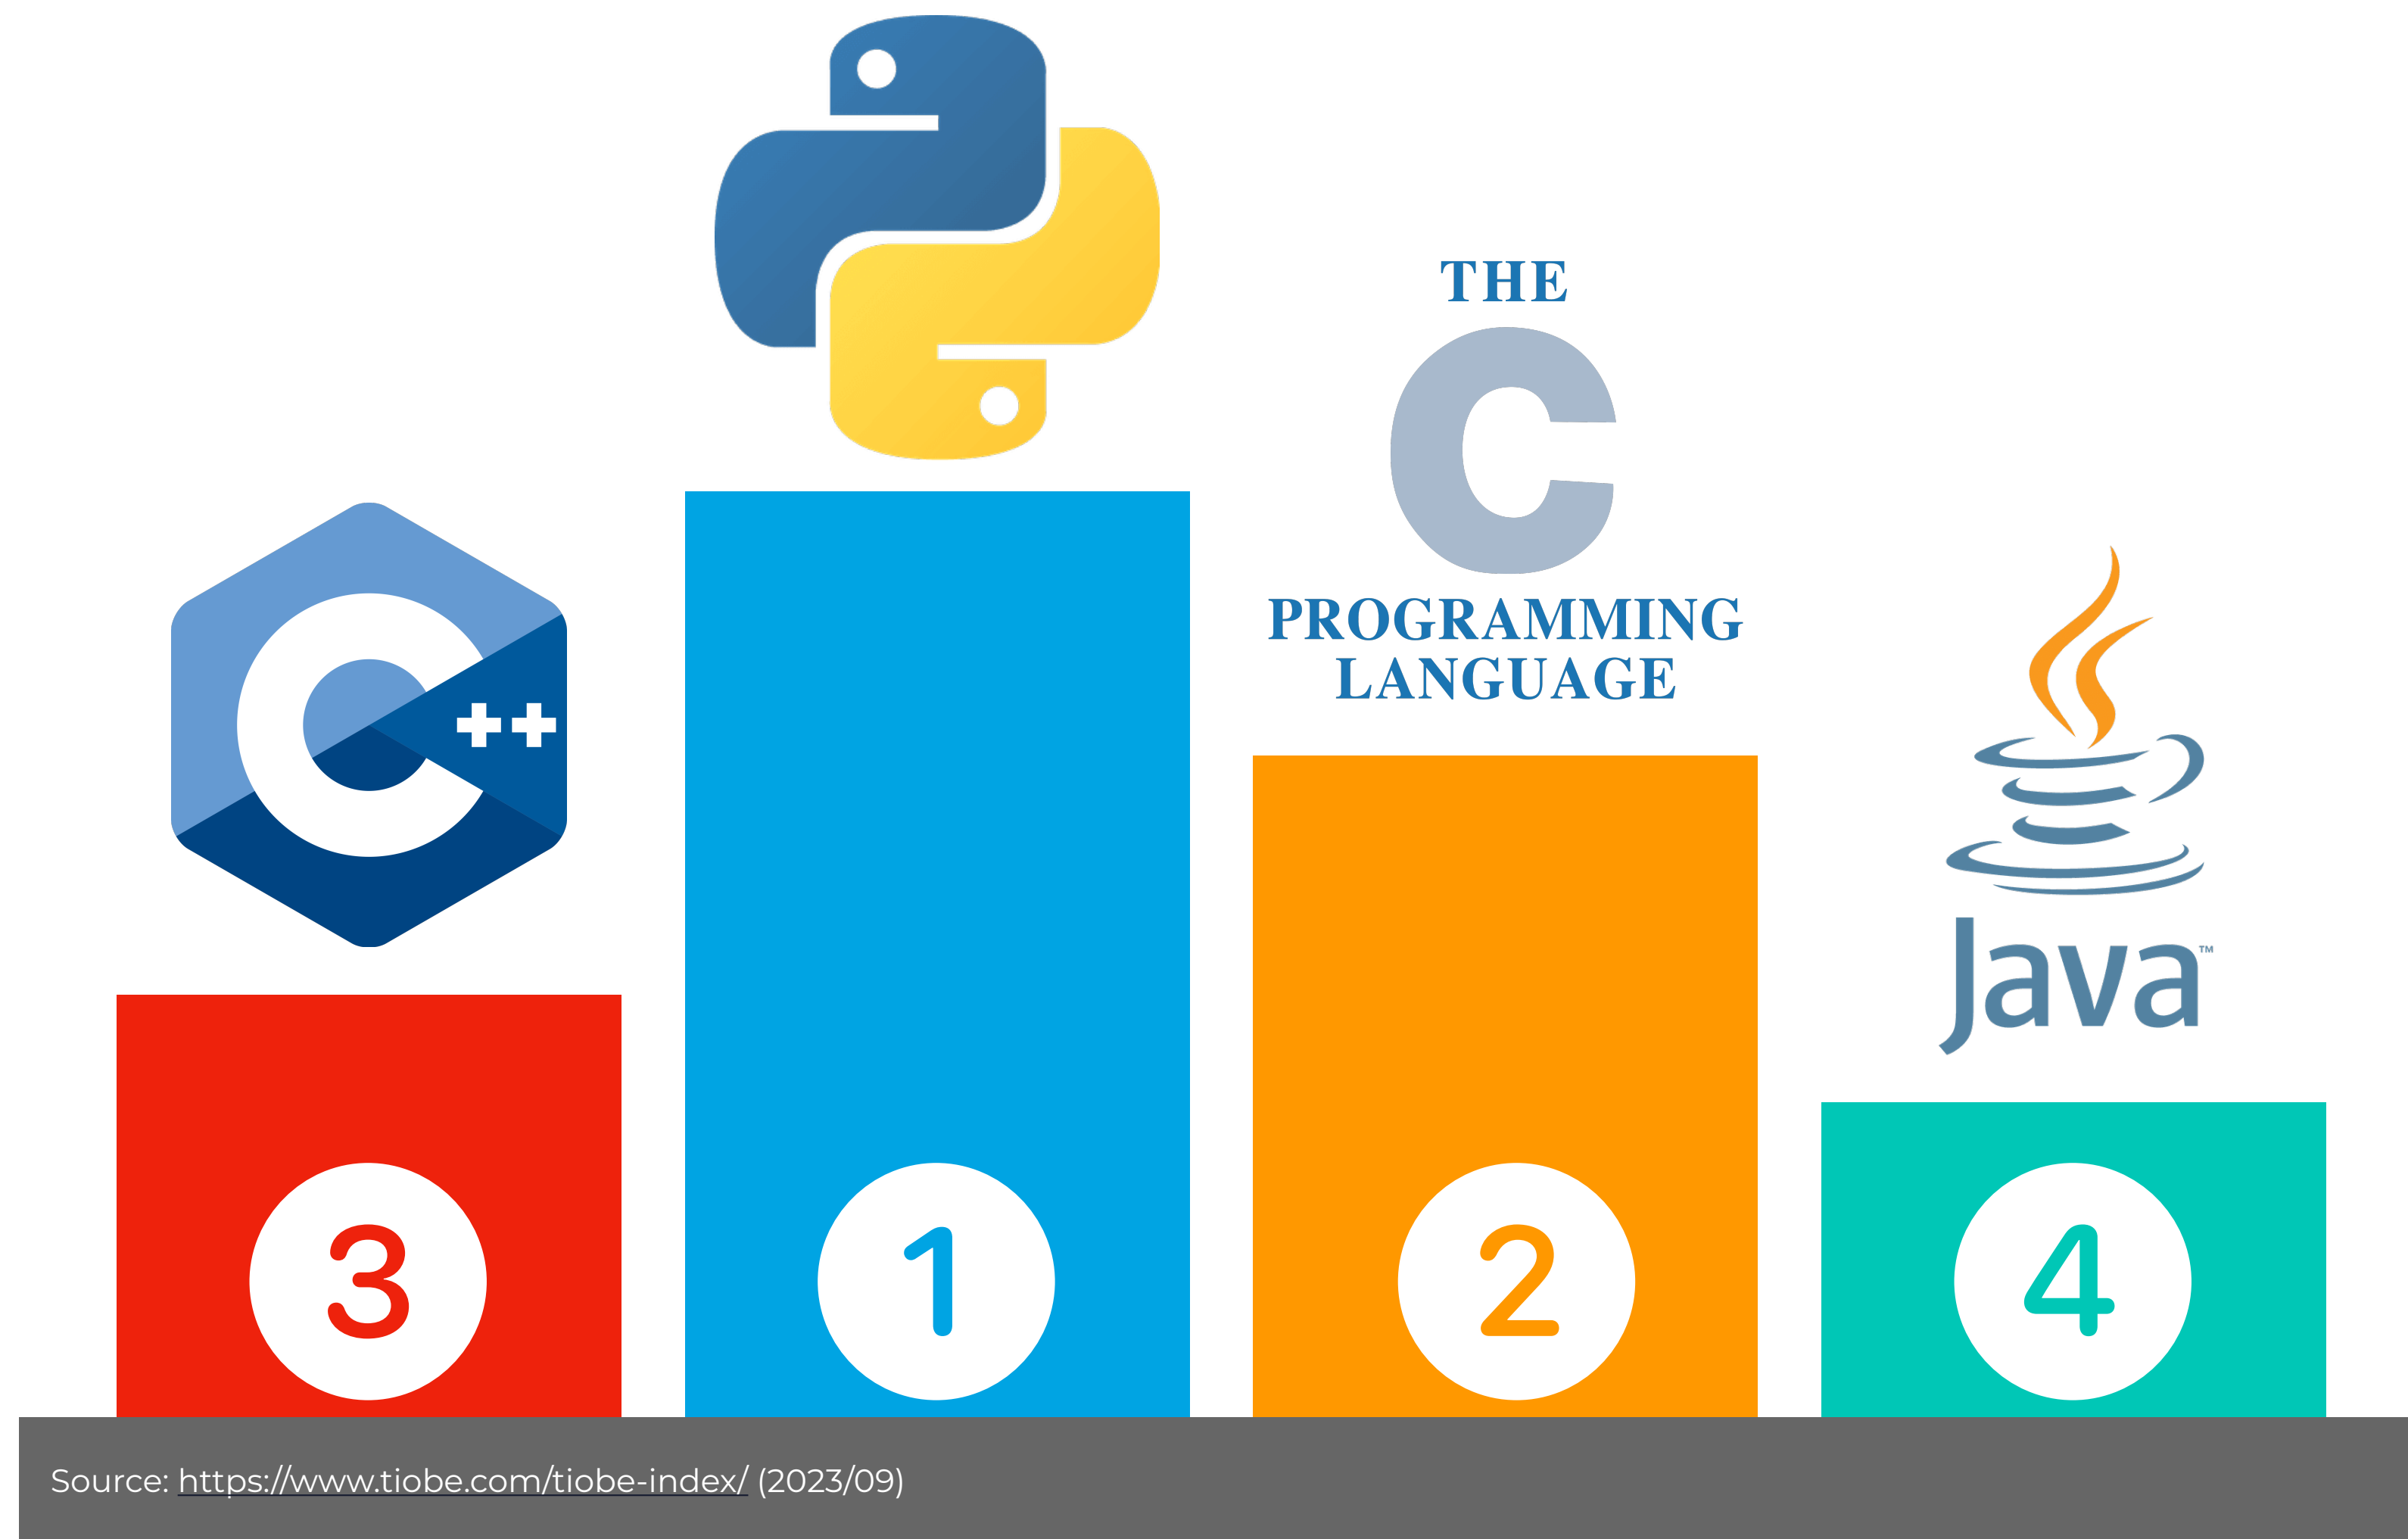 THE
C
PROGRAMMING
LANGUAGE
C++
Java™
3
1
2
4
Source: https://www.tiobe.com/tiobe-index/ (2023/09)